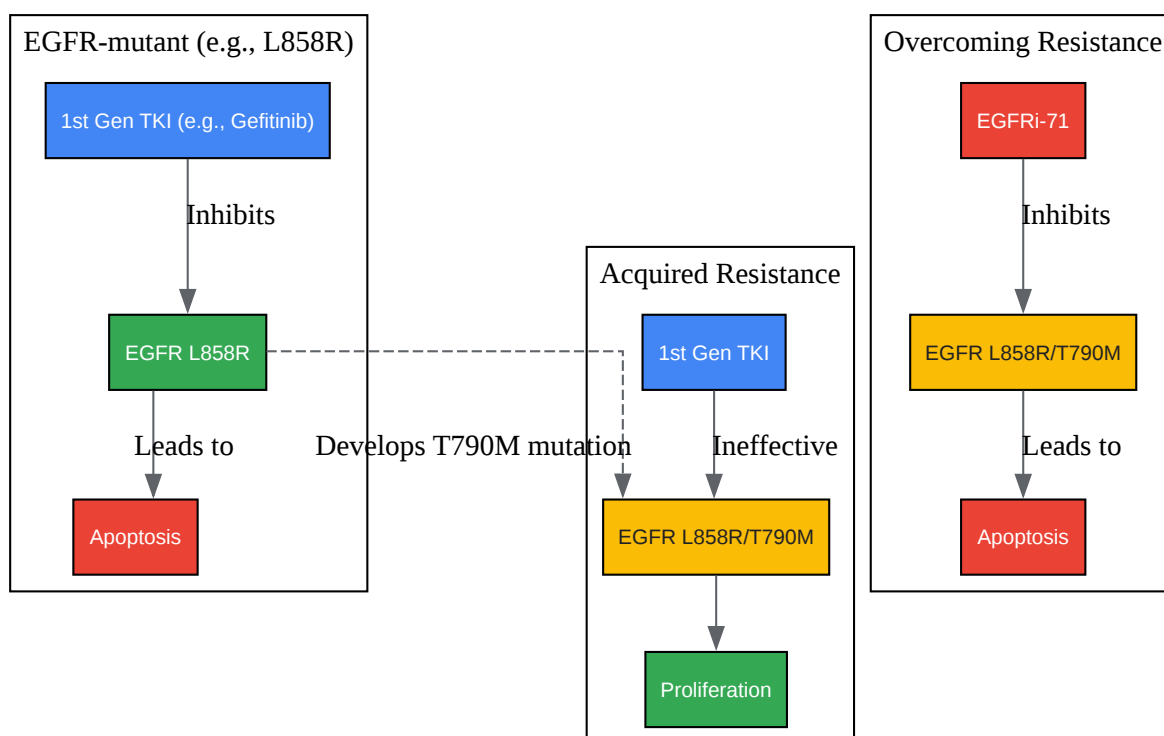 EGFR-mutant (e.g., L858R)
1st Gen TKI (e.g., Gefitinib)
Inhibits
EGFR L858R
Leads to
Apoptosis
Develops T790M mutation
Acquired Resistance
1st Gen TKI
Ineffective
EGFR L858R/T790M
Proliferation
Overcoming Resistance
EGFRi-71
Inhibits
EGFR L858R/T790M
Leads to
Apoptosis